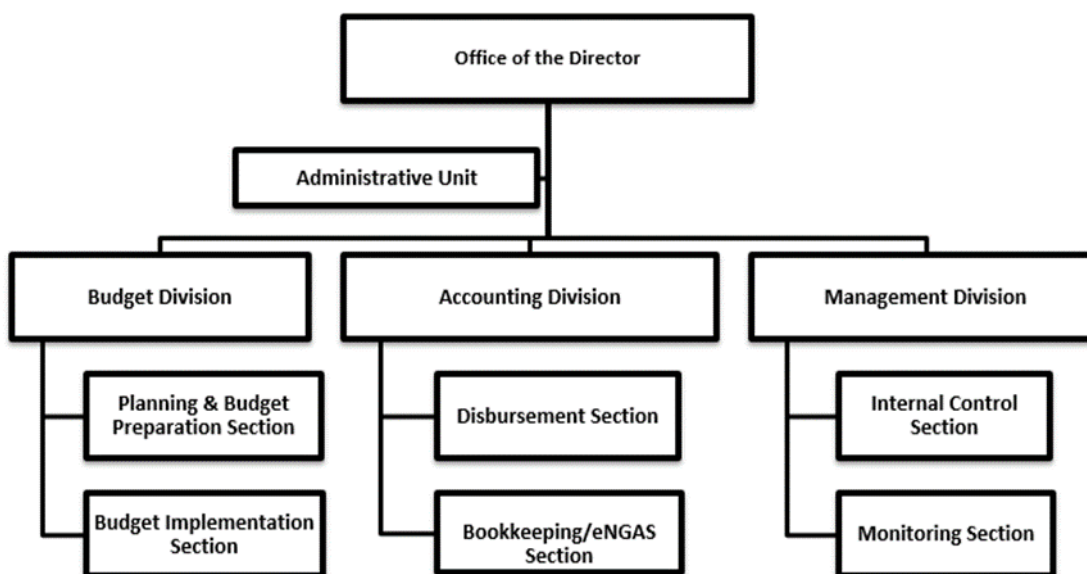 Office of the Director
Administrative Unit
Budget Division
Accounting Division
Management Division
Planning & Budget
Preparation Section
Disbursement Section
Internal Control
Section
Budget Implementation
Section
Bookkeeping/eNGAS
Section
Monitoring Section